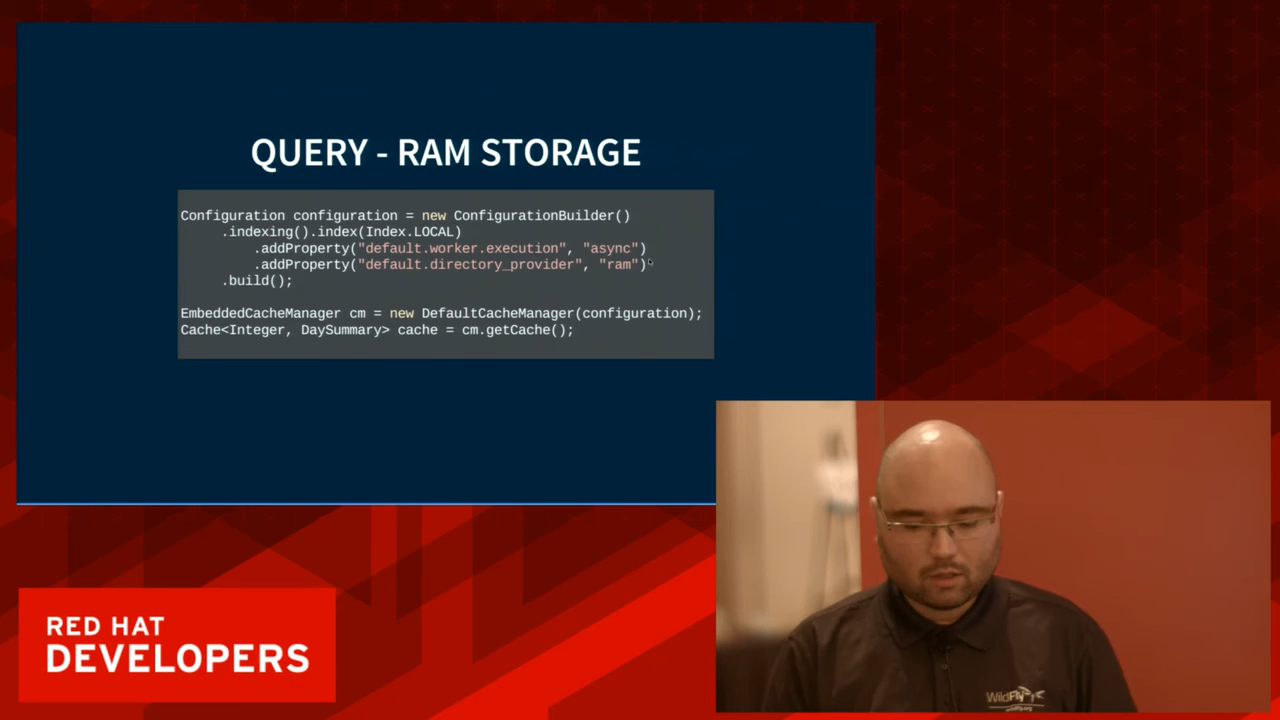 QUERY - RAM STORAGE
Configuration configuration = new ConfigurationBuilder()
.indexing().index(Index.LOCAL)
.addProperty("default.worker.execution", "async")
.addProperty("default.directory_provider", "ram")
.build();
EmbeddedCacheManager cm = new DefaultCacheManager(configuration);
Cache<Integer, DaySummary> cache = cm.getCache();
RED HAT
DEVELOPERS
WildFly